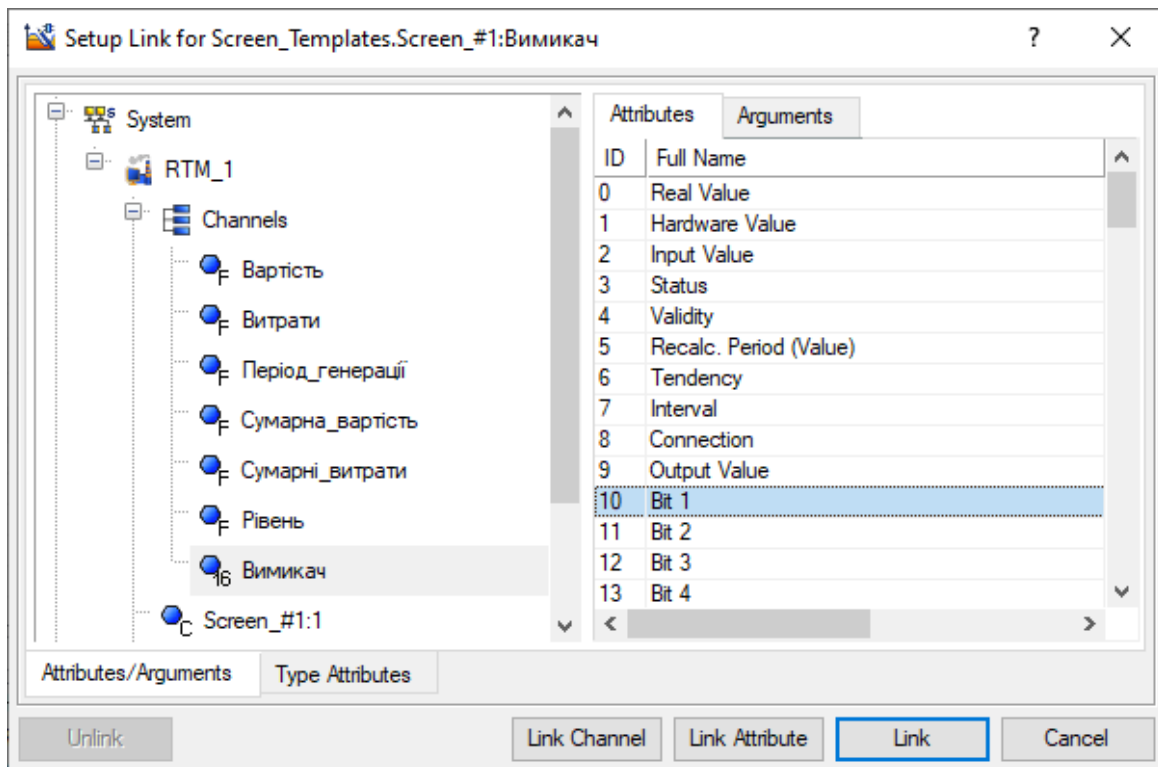 Setup Link for Screen_Templates.Screen_#1:Вимикач ?
System
RTM_1
Channels
F Вартість
F Витрати
F Період_генерації
F Сумарна_вартість
F Сумарні_витрати
F Рівень
16 Вимикач
C Screen_#1:1
Attributes/Arguments Type Attributes
Attributes Arguments
ID Full Name
0 Real Value
1 Hardware Value
2 Input Value
3 Status
4 Validity
5 Recalc. Period (Value)
6 Tendency
7 Interval
8 Connection
9 Output Value
10 Bit 1
11 Bit 2
12 Bit 3
13 Bit 4
Unlink Link Channel Link Attribute Link Cancel